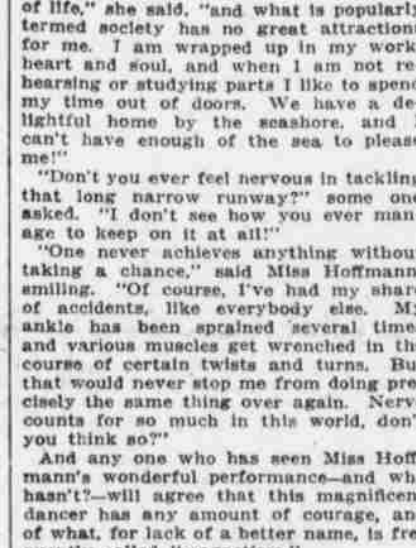 of life," she said, "and what is popularly
termed society has no great attraction
for me. I am wrapped up in my work,
heart and soul, and when I am not re-
hearsing or studying parts I like to spend
my time out of doors. We have a de-
lightful home by the seashore, and I
can't have enough of the sea to please
me!"
"Don't you ever feel nervous in tackling
that long narrow runway?" some one
asked. "I don't see how you ever man-
age to keep on it at all!"
"One never achieves anything without
taking a chance," said Miss Hoffmann,
smiling. "Of course, I've had my share
of accidents, like everybody else. My
ankle has been sprained several times
and various muscles get wrenched in the
course of certain twists and turns. But
that would never stop me from doing pre-
cisely the same thing over again. Nerve
counts for so much in this world, don't
you think so?"
And any one who has seen Miss Hoff-
mann's wonderful performance—and who
hasn't?—will agree that this magnificent
dancer has any amount of courage, and
of what, for lack of a better name, is fre-